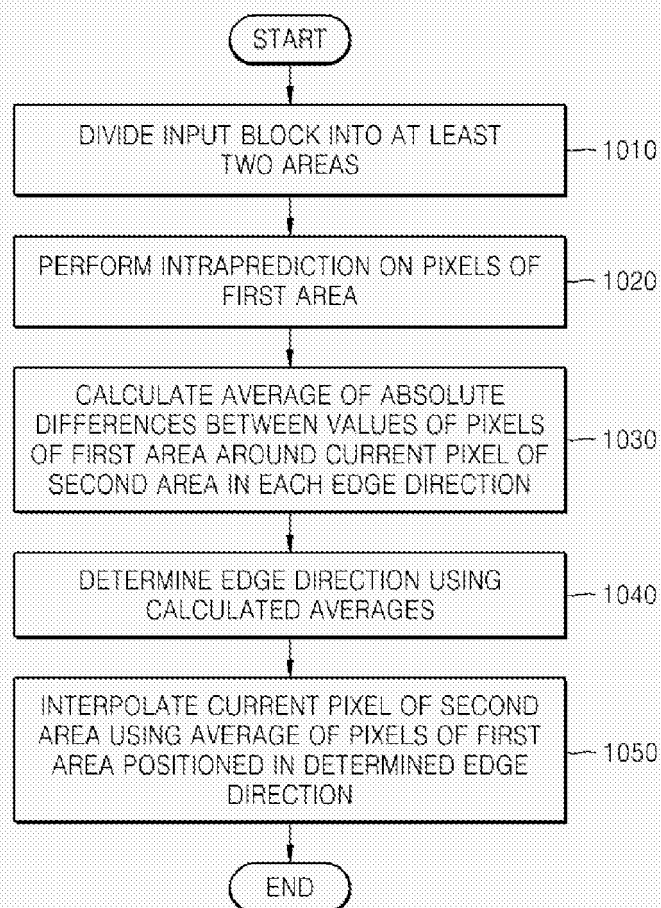 START
DIVIDE INPUT BLOCK INTO AT LEAST
TWO AREAS
1010
PERFORM INTRAPREDICTION ON PIXELS OF
FIRST AREA
1020
CALCULATE AVERAGE OF ABSOLUTE
DIFFERENCES BETWEEN VALUES OF PIXELS
OF FIRST AREA AROUND CURRENT PIXEL OF
SECOND AREA IN EACH EDGE DIRECTION
1030
DETERMINE EDGE DIRECTION USING
CALCULATED AVERAGES
1040
INTERPOLATE CURRENT PIXEL OF SECOND
AREA USING AVERAGE OF PIXELS OF FIRST
AREA POSITIONED IN DETERMINED EDGE
DIRECTION
1050
END